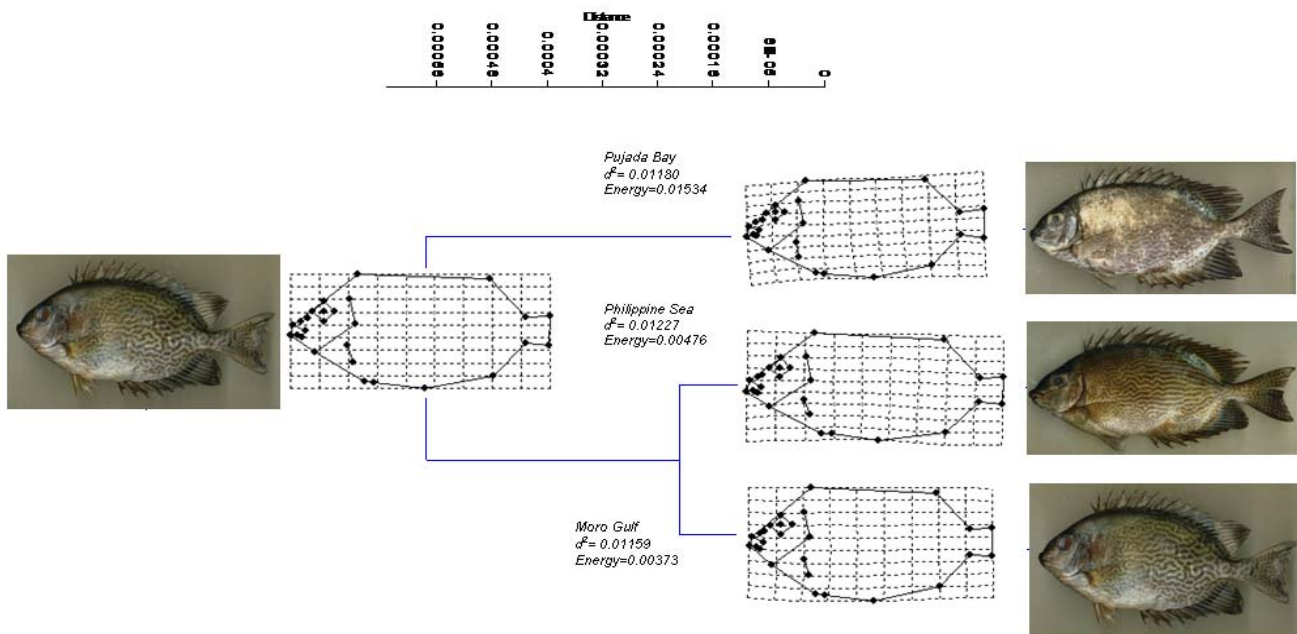 Distance
0.00056
0.00048
0.0004
0.00032
0.00024
0.00016
8E-05
0
Pujada Bay
d²= 0.01180
Energy=0.01534
Philippine Sea
d²= 0.01227
Energy=0.00476
Moro Gulf
d²= 0.01159
Energy=0.00373